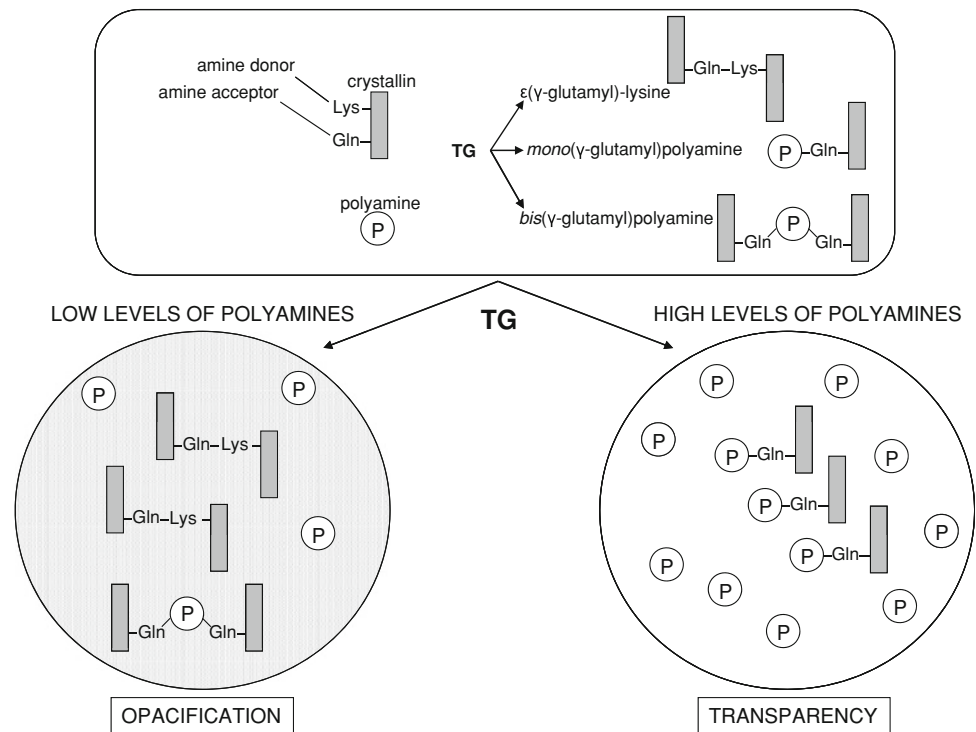 amine donor
amine acceptor
crystallin
Lys
Gln
polyamine
P
TG
ε(γ-glutamyl)-lysine
Gln Lys
mono(γ-glutamyl)polyamine
P Gln
bis(γ-glutamyl)polyamine
P
Gln Gln
LOW LEVELS OF POLYAMINES
TG
HIGH LEVELS OF POLYAMINES
P P
Gln Lys
Gln Lys
P
P
Gln Gln
OPACIFICATION
P P
P
P Gln
P
P Gln
P
P Gln
P
P
P
P
TRANSPARENCY